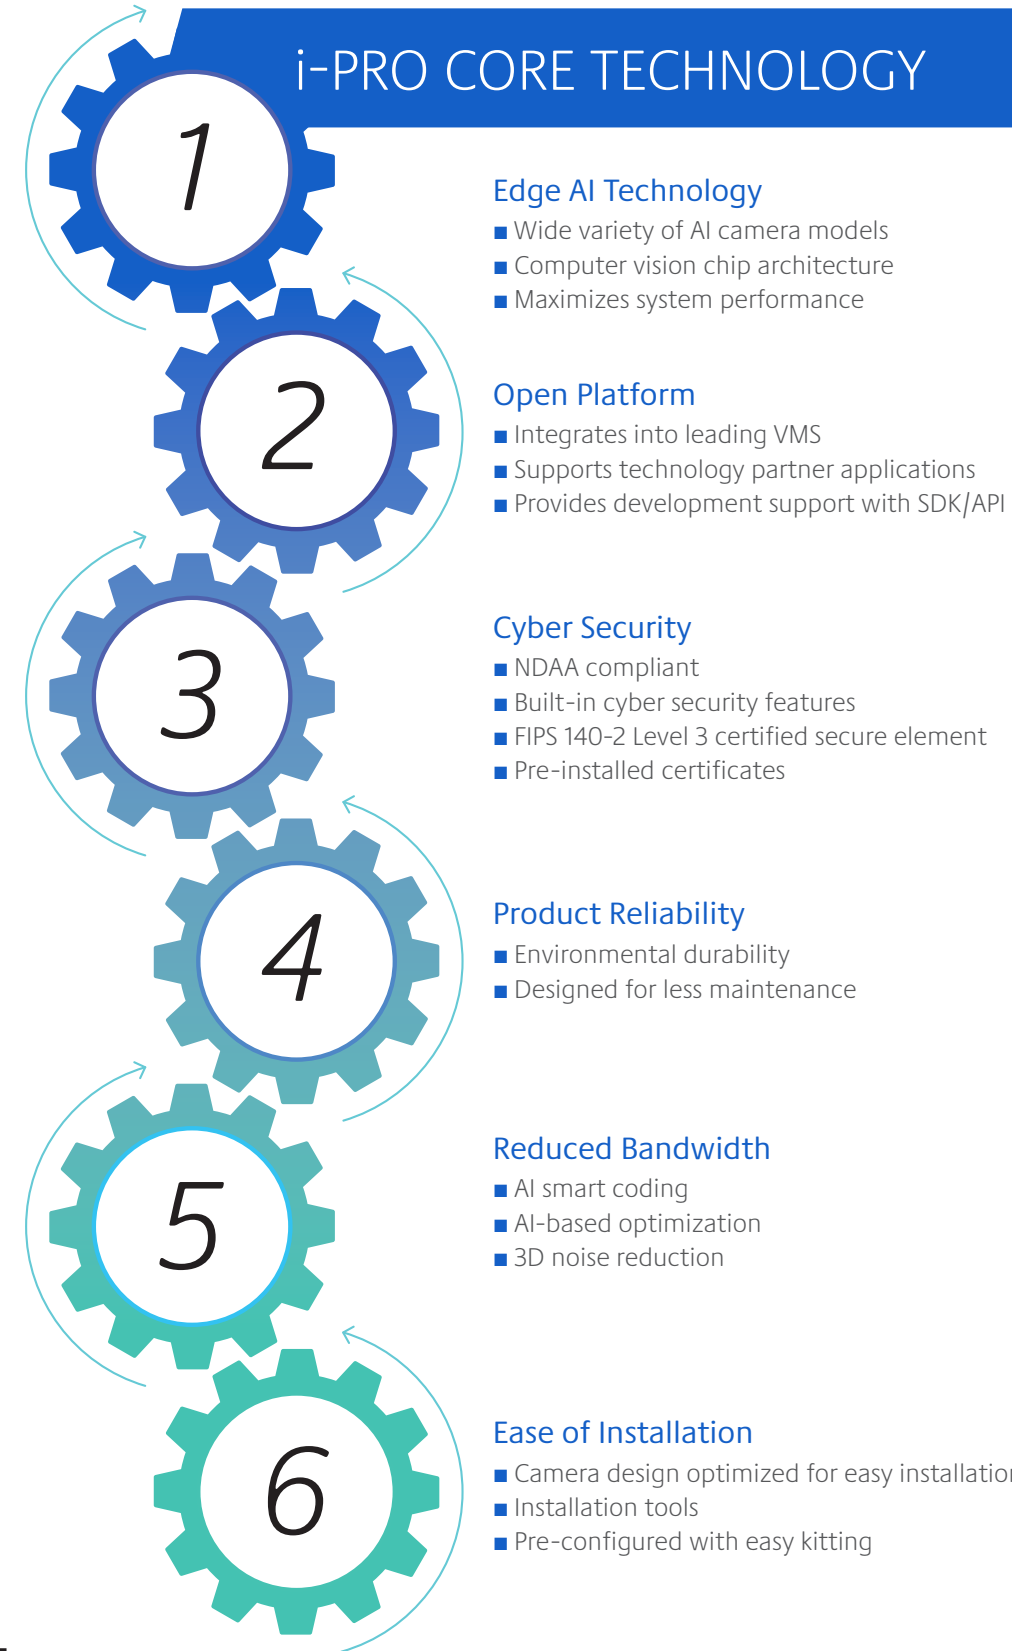 i-PRO CORE TECHNOLOGY
1
Edge AI Technology
■ Wide variety of AI camera models
■ Computer vision chip architecture
■ Maximizes system performance
2
Open Platform
■ Integrates into leading VMS
■ Supports technology partner applications
■ Provides development support with SDK/API
3
Cyber Security
■ NDAA compliant
■ Built-in cyber security features
■ FIPS 140-2 Level 3 certified secure element
■ Pre-installed certificates
4
Product Reliability
■ Environmental durability
■ Designed for less maintenance
5
Reduced Bandwidth
■ AI smart coding
■ AI-based optimization
■ 3D noise reduction
6
Ease of Installation
■ Camera design optimized for easy installation
■ Installation tools
■ Pre-configured with easy kitting